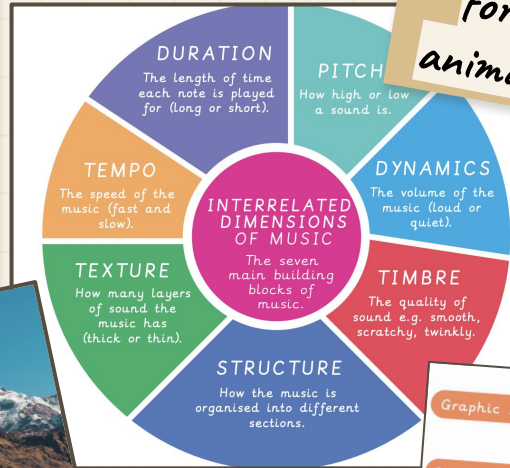 for
anim
DURATION
The length of time
each note is played
for (long or short).
PITCH
How high or low
a sound is.
TEMPO
The speed of the
music (fast and
slow).
DYNAMICS
The volume of the
music (loud or
quiet).
INTERRELATED
DIMENSIONS
OF MUSIC
The seven
main building
blocks of
music.
TEXTURE
How many layers
of sound the
music has
(thick or thin).
TIMBRE
The quality of
sound e.g. smooth,
scratchy, twinkly.
STRUCTURE
How the music is
organised into different
sections.
Graphic